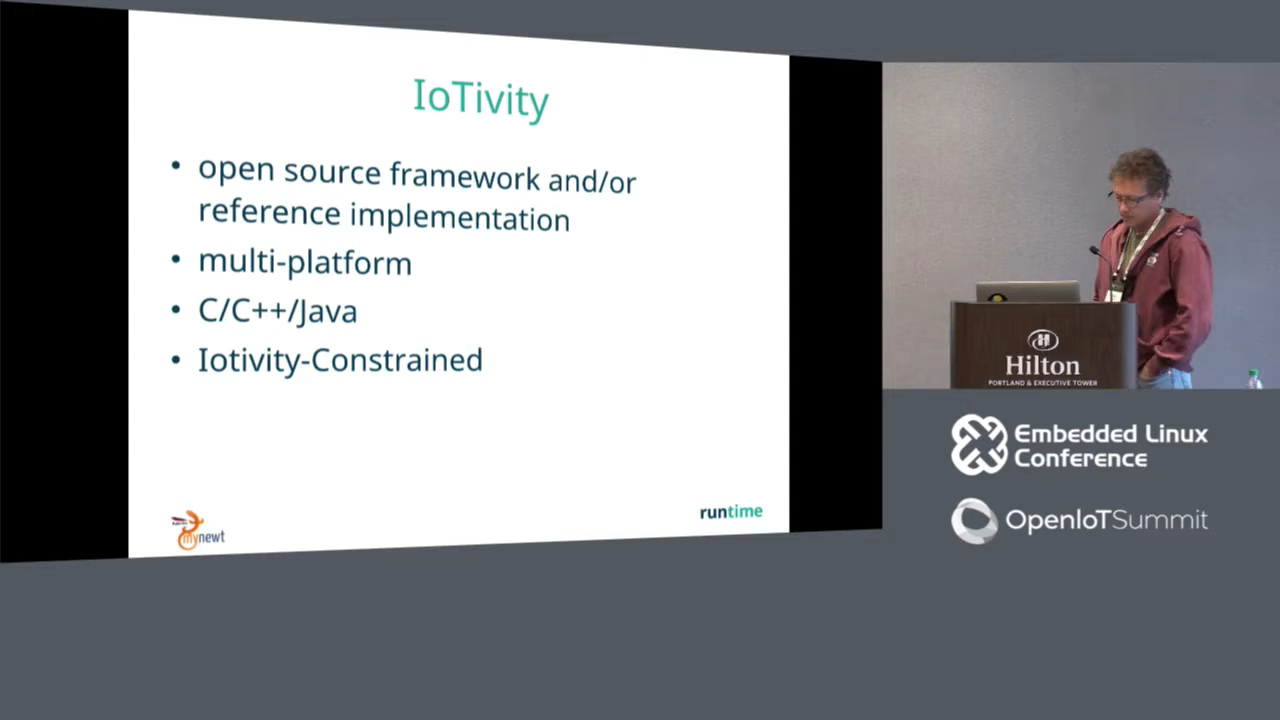 IoTivity
• open source framework and/or
reference implementation
• multi-platform
• C/C++/Java
• Iotivity-Constrained
mynewt
runtime
Hilton
PORTLAND & EXECUTIVE TOWER
Embedded Linux
Conference
OpenIoTSummit